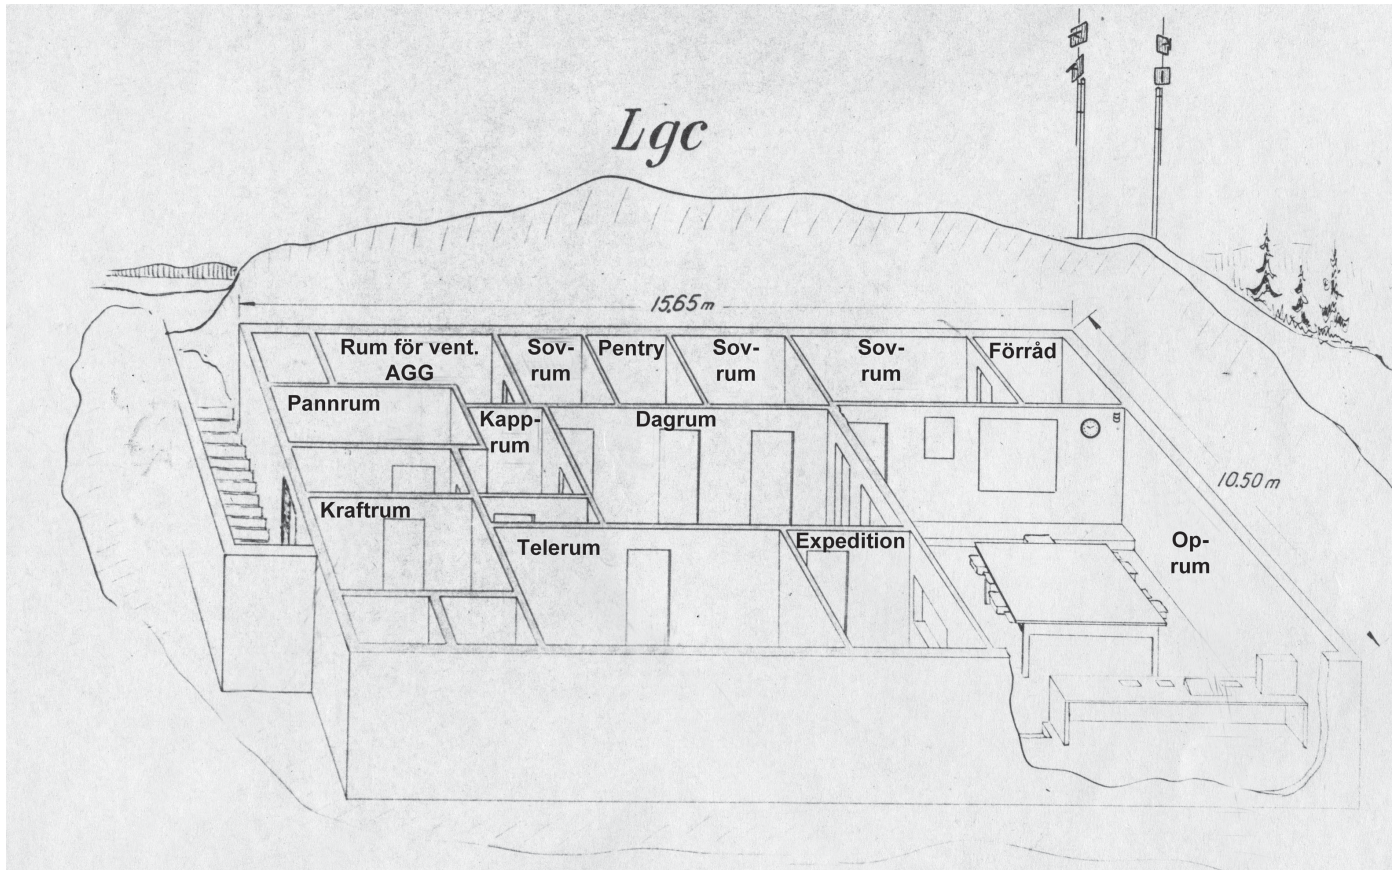 Lgc
15,65 m
Rum för vent.
AGG
Sov-
rum
Pentry
Sov-
rum
Sov-
rum
Förråd
Pannrum
Kapp-
rum
Dagrum
10.50 m
Kraftrum
Telerum
Expedition
Op-
rum